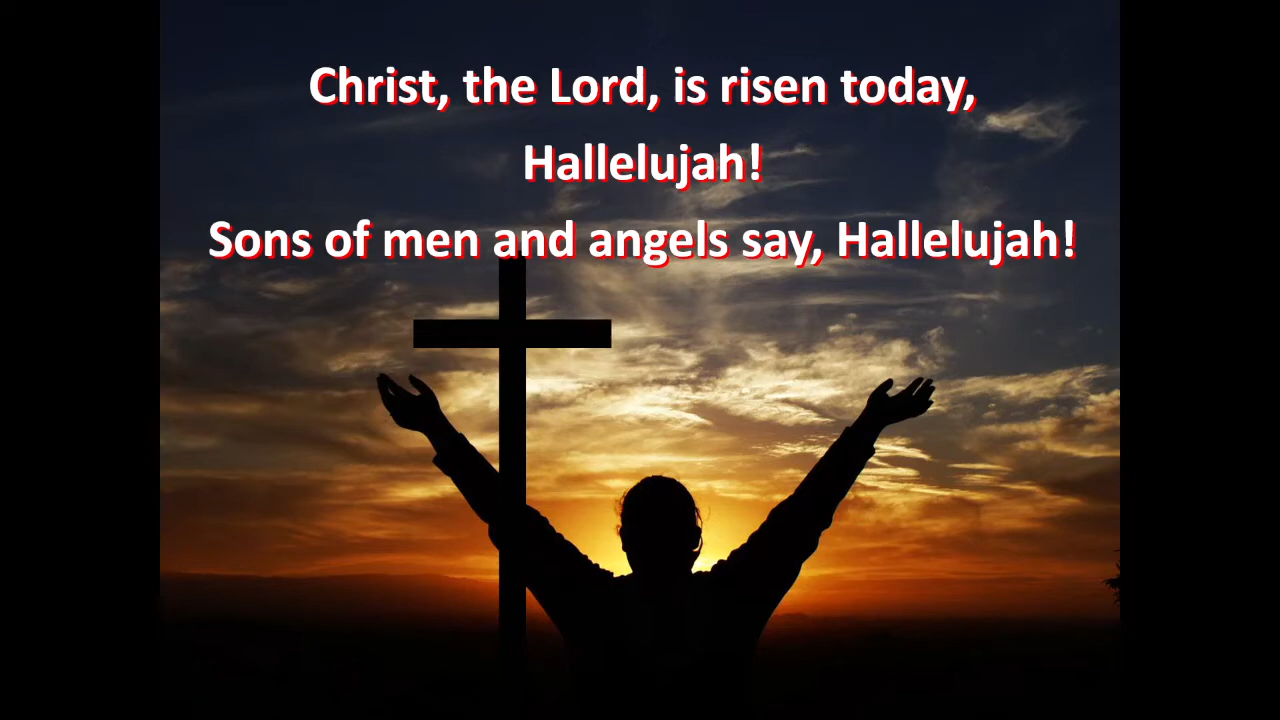 Christ, the Lord, is risen today,
Hallelujah!
Sons of men and angels say, Hallelujah!